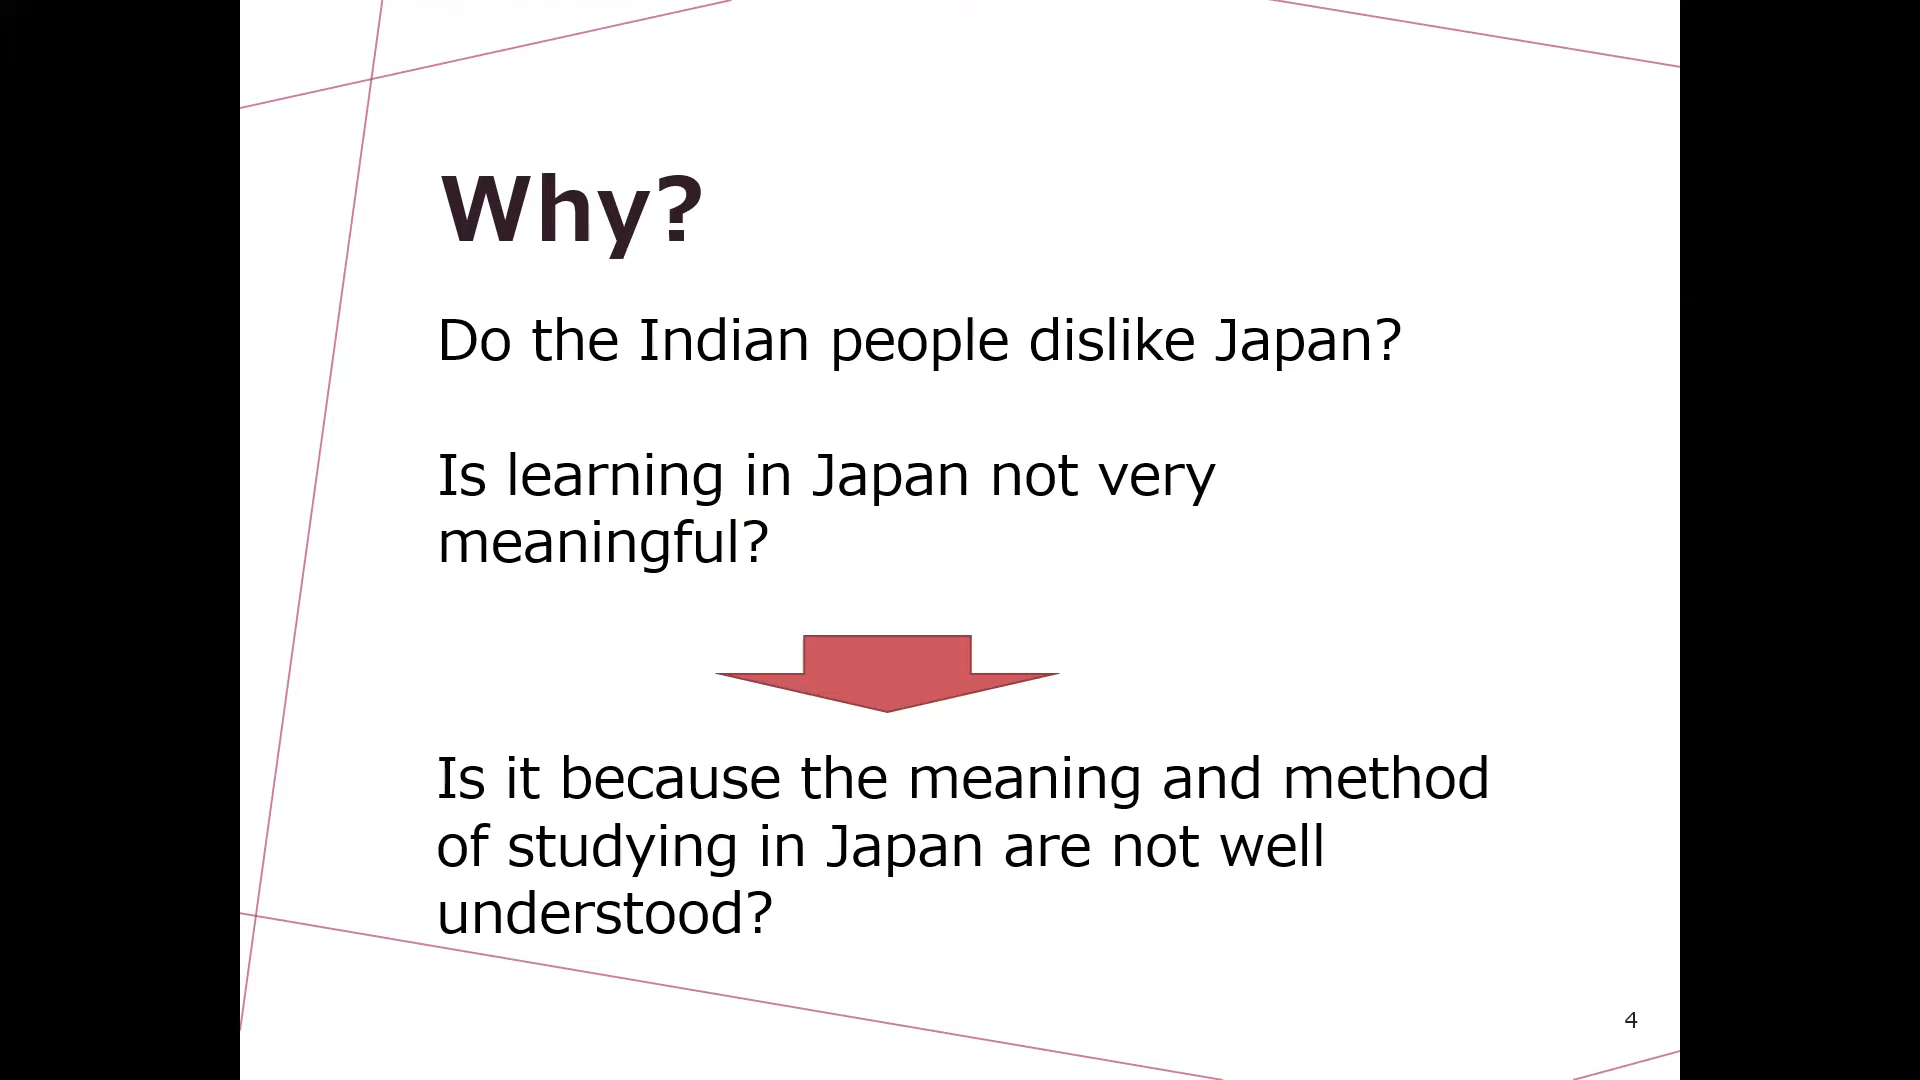 Why?
Do the Indian people dislike Japan?
Is learning in Japan not very
meaningful?
Is it because the meaning and method
of studying in Japan are not well
understood?
4